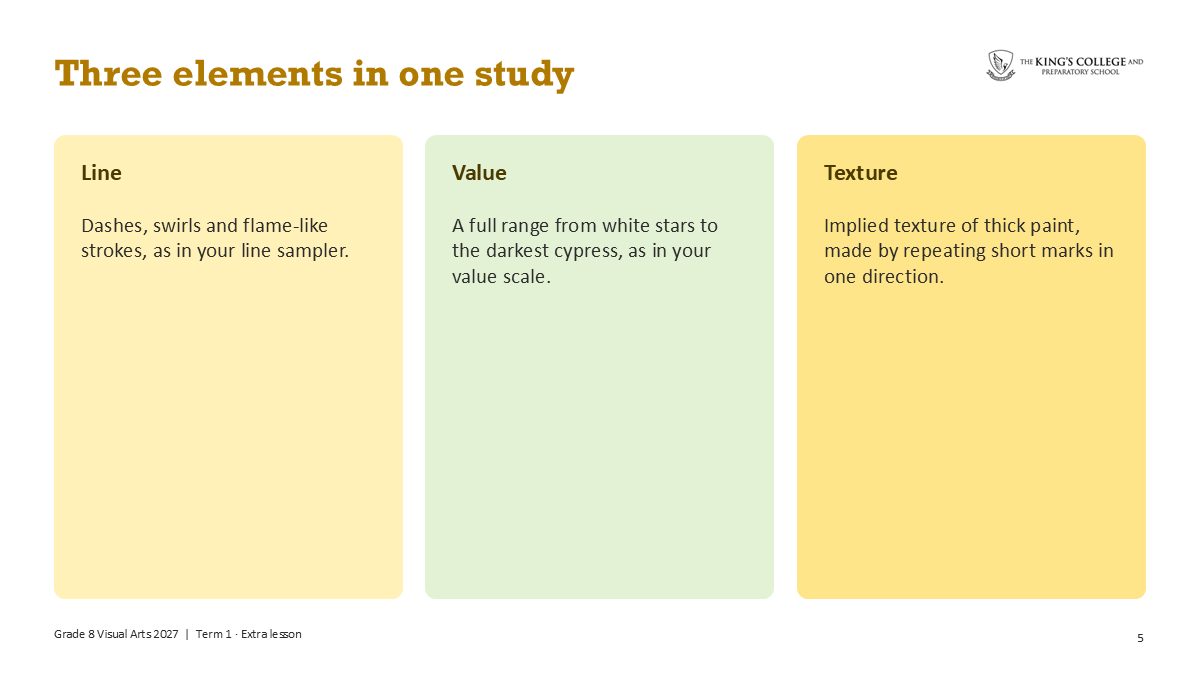 Three elements in one study
THE KING'S COLLEGE AND
PREPARATORY SCHOOL
Line
Dashes, swirls and flame-like
strokes, as in your line sampler.
Value
A full range from white stars to
the darkest cypress, as in your
value scale.
Texture
Implied texture of thick paint,
made by repeating short marks in
one direction.
Grade 8 Visual Arts 2027 | Term 1 · Extra lesson
5